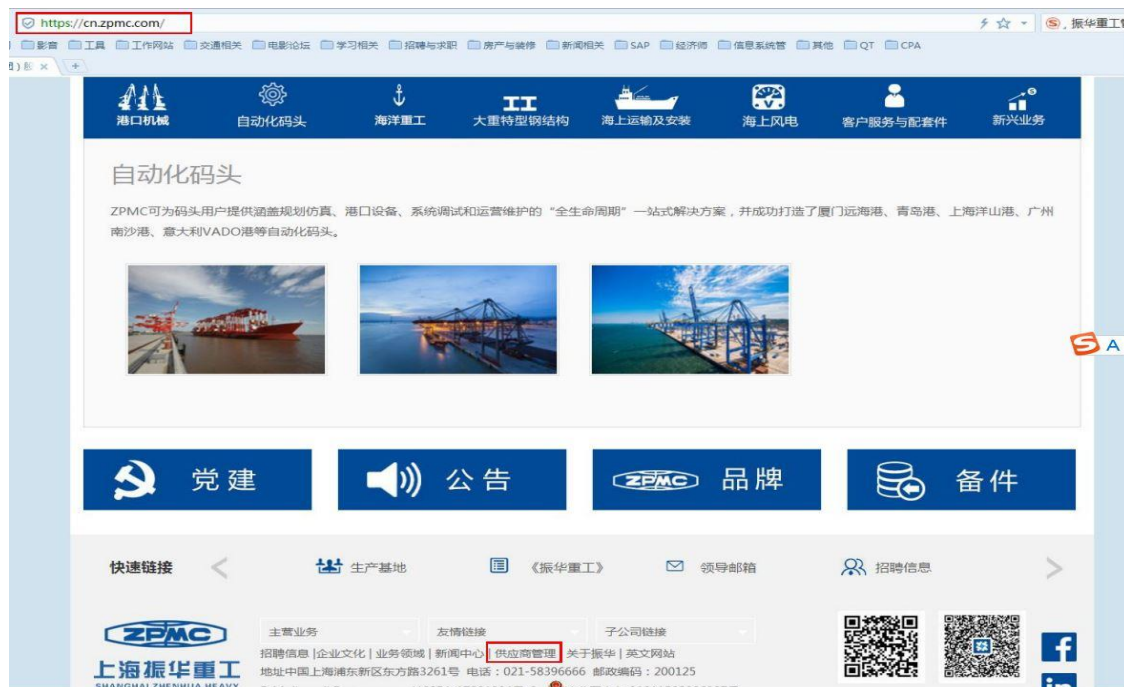 https://cn.zpmc.com/
振华重工
影音 工具 工作网站 交通相关 电影论坛 学习相关 招聘与求职 房产与装修 新闻相关 SAP 经济师 信息系统管 其他 QT CPA
港口机械 自动化码头 海洋重工 大重特型钢结构 海上运输及安装 海上风电 客户服务与配套件 新兴业务
自动化码头
ZPMC可为码头用户提供涵盖规划仿真、港口设备、系统调试和运营维护的“全生命周期”一站式解决方案，并成功打造了厦门远海港、青岛港、上海洋山港、广州
南沙港、意大利VADO港等自动化码头。
S A
党建 公告 ZPMC 品牌 备件
快速链接 生产基地 《振华重工》 领导邮箱 招聘信息
ZPMC
主营业务 友情链接 子公司链接
招聘信息 |企业文化 | 业务领域 | 新闻中心 | 供应商管理 关于振华 | 英文网站
上海振华重工
地址中国上海浦东新区东方路3261号 电话：021-58396666 邮政编码：200125
SHANGHAI ZHENHUA HEAVY
f
in